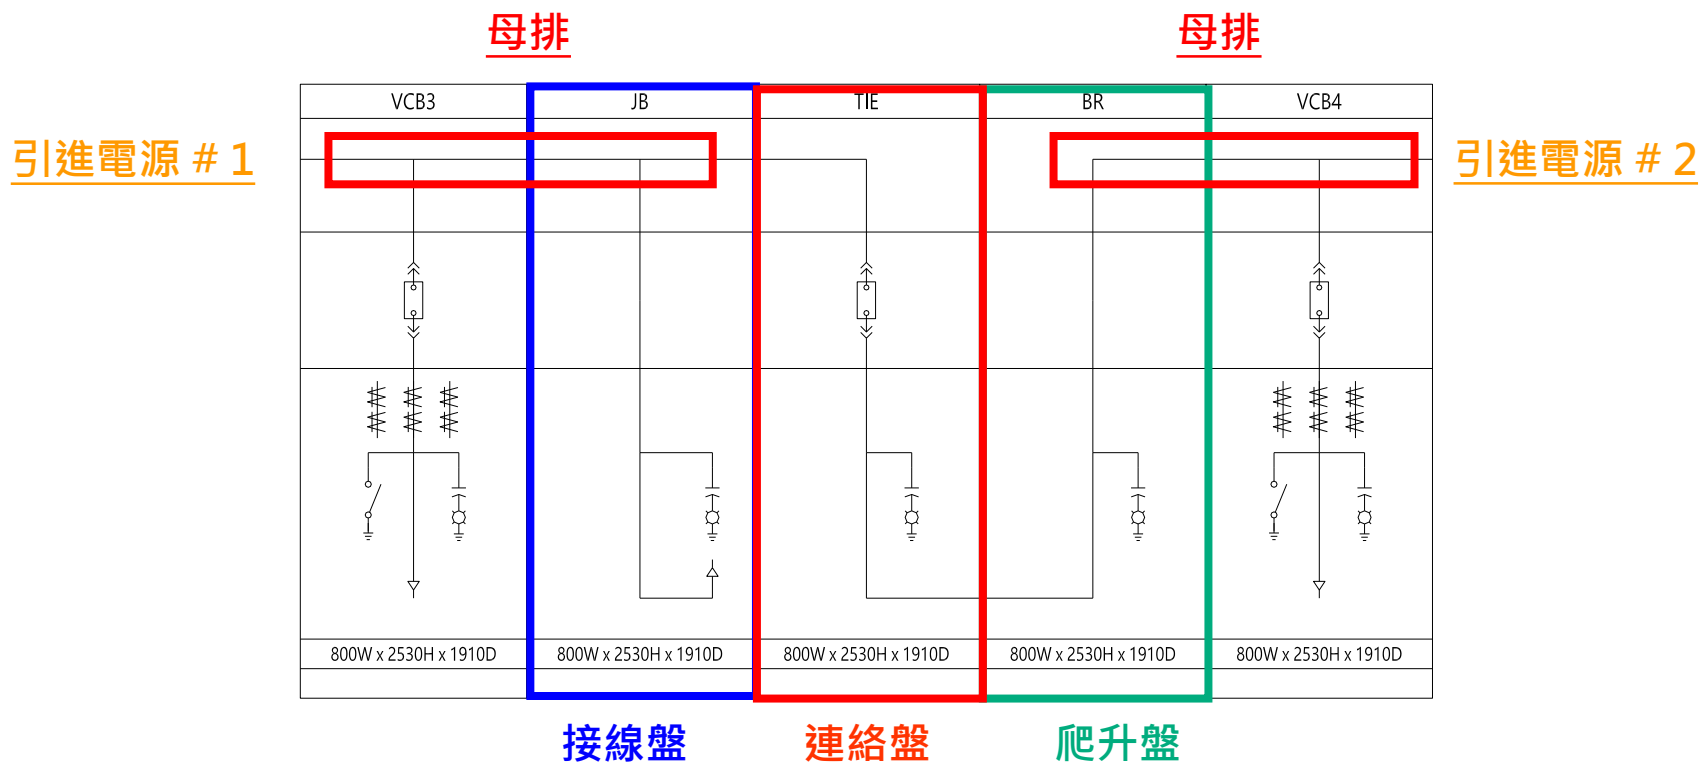 母排
母排
VCB3
JB
TIE
BR
VCB4
引進電源＃1
引進電源＃2
800W x 2530H x 1910D
800W x 2530H x 1910D
800W x 2530H x 1910D
800W x 2530H x 1910D
800W x 2530H x 1910D
接線盤
連絡盤
爬升盤